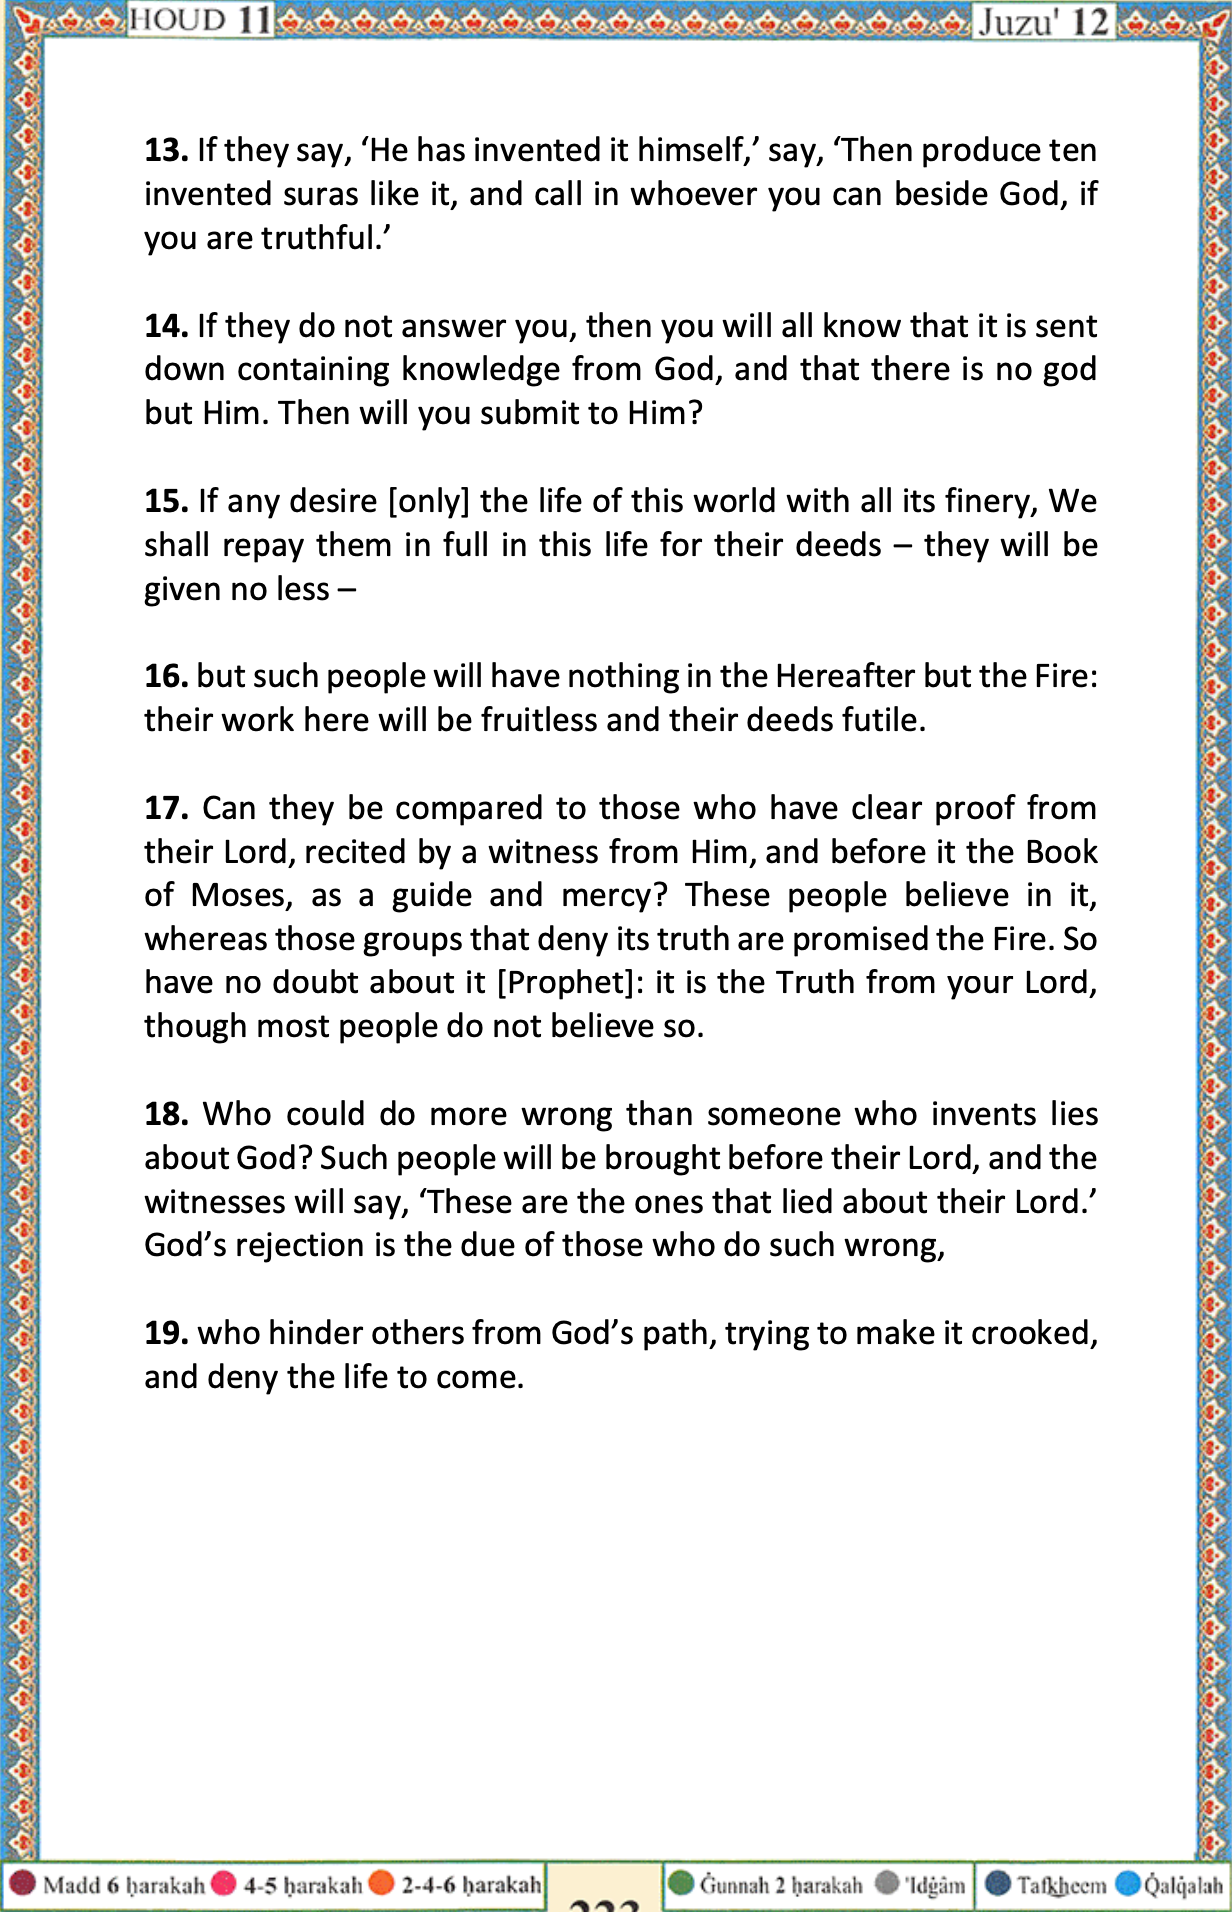 HOUD 11
Juzu' 12
13. If they say, ‘He has invented it himself,’ say, ‘Then produce ten
invented suras like it, and call in whoever you can beside God, if
you are truthful.’
14. If they do not answer you, then you will all know that it is sent
down containing knowledge from God, and that there is no god
but Him. Then will you submit to Him?
15. If any desire [only] the life of this world with all its finery, We
shall repay them in full in this life for their deeds – they will be
given no less –
16. but such people will have nothing in the Hereafter but the Fire:
their work here will be fruitless and their deeds futile.
17. Can they be compared to those who have clear proof from
their Lord, recited by a witness from Him, and before it the Book
of Moses, as a guide and mercy? These people believe in it,
whereas those groups that deny its truth are promised the Fire. So
have no doubt about it [Prophet]: it is the Truth from your Lord,
though most people do not believe so.
18. Who could do more wrong than someone who invents lies
about God? Such people will be brought before their Lord, and the
witnesses will say, ‘These are the ones that lied about their Lord.’
God’s rejection is the due of those who do such wrong,
19. who hinder others from God’s path, trying to make it crooked,
and deny the life to come.
Madd 6 ḥarakah 4-5 ḥarakah 2-4-6 ḥarakah
Ġunnah 2 ḥarakah 'Idġâm
Tafkheem Q̇alq̇alah